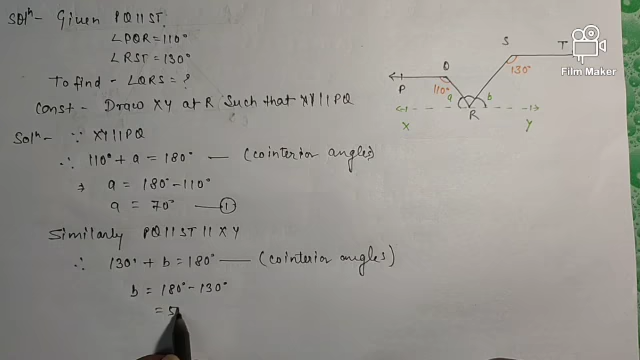 Solⁿ- Given PQ||ST.
∠PQR=110°
∠RST=130°
To find - ∠QRS=?
Const - Draw XY at R Such that XY||PQ
Solⁿ- ∵ XY||PQ
∴ 110°+ a = 180° — (Cointerior angles)
⇒ a = 180°-110°
a = 70° — ①
Similarly PQ||ST||XY
∴ 130° + b = 180° — (Cointerior angles)
b = 180°-130°
= 5
S T
130°
Q
P 110° a b
X R Y
Film Maker